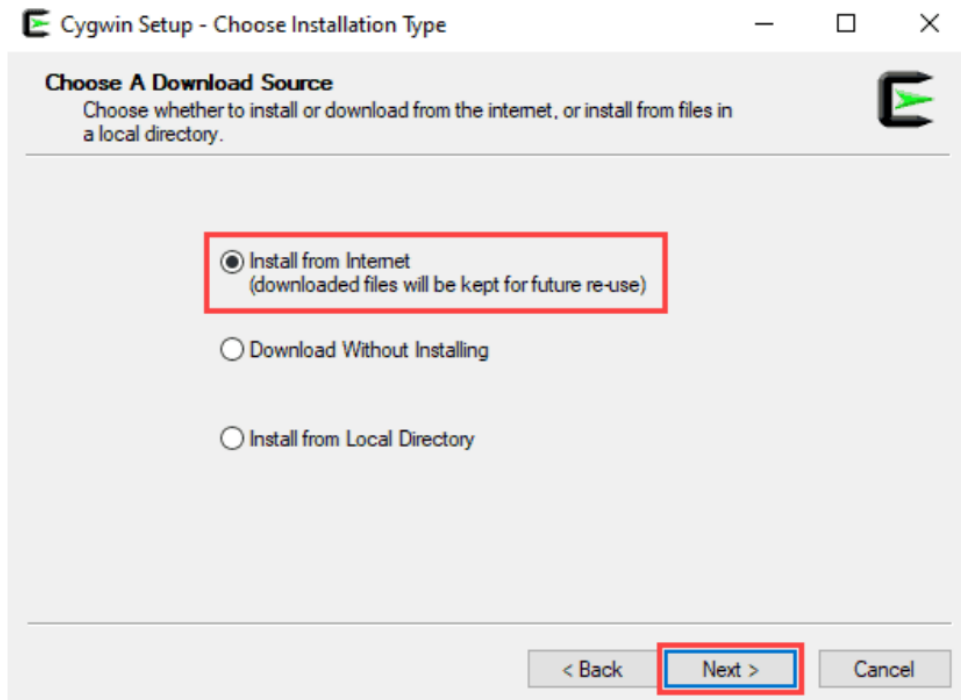 Cygwin Setup - Choose Installation Type
Choose A Download Source
Choose whether to install or download from the internet, or install from files in
a local directory.
Install from Internet
(downloaded files will be kept for future re-use)
Download Without Installing
Install from Local Directory
< Back Next > Cancel